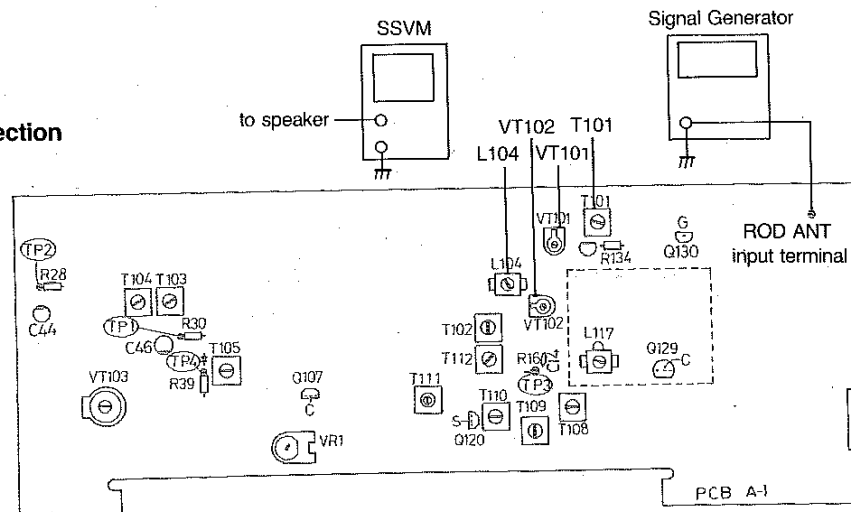 SSVM
Signal Generator
ection
to speaker
VT102 T101
L104 VT101
ROD ANT
input terminal
T101
VT101
G
Q130
R134
TP2
R28
C44
T104 T103
L104
VT102
TP1
R30
C46
TP4
T105
R39
T102
T112
L117
Q129
C
R16
C14
TP3
VT103
Q107
C
T111
T110
S
Q120
T109
T108
VR1
PCB A-1